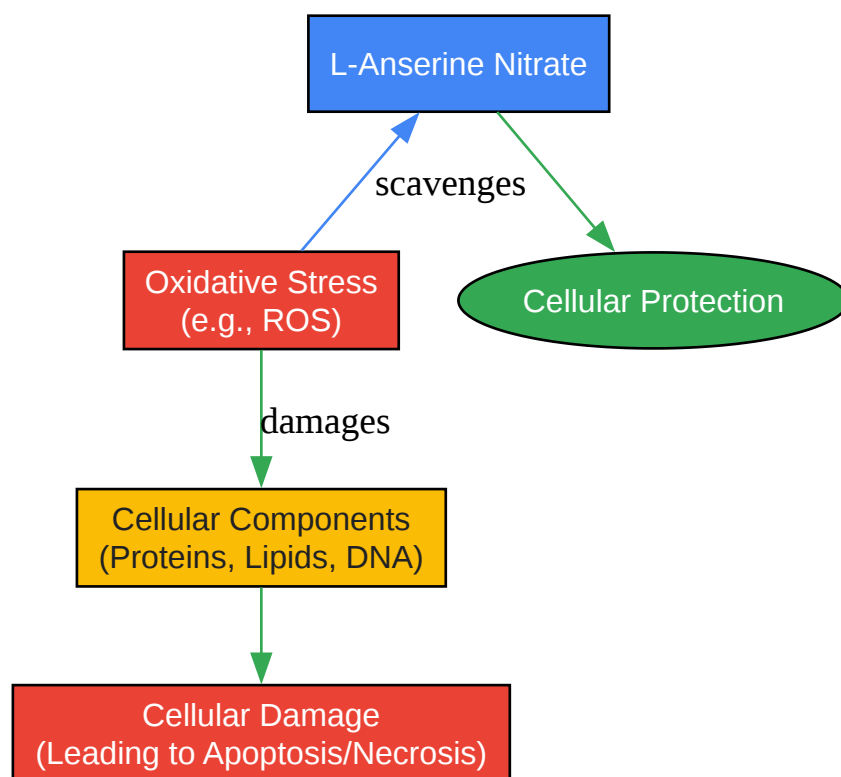 L-Anserine Nitrate
scavenges
Oxidative Stress
(e.g., ROS)
Cellular Protection
damages
Cellular Components
(Proteins, Lipids, DNA)
Cellular Damage
(Leading to Apoptosis/Necrosis)